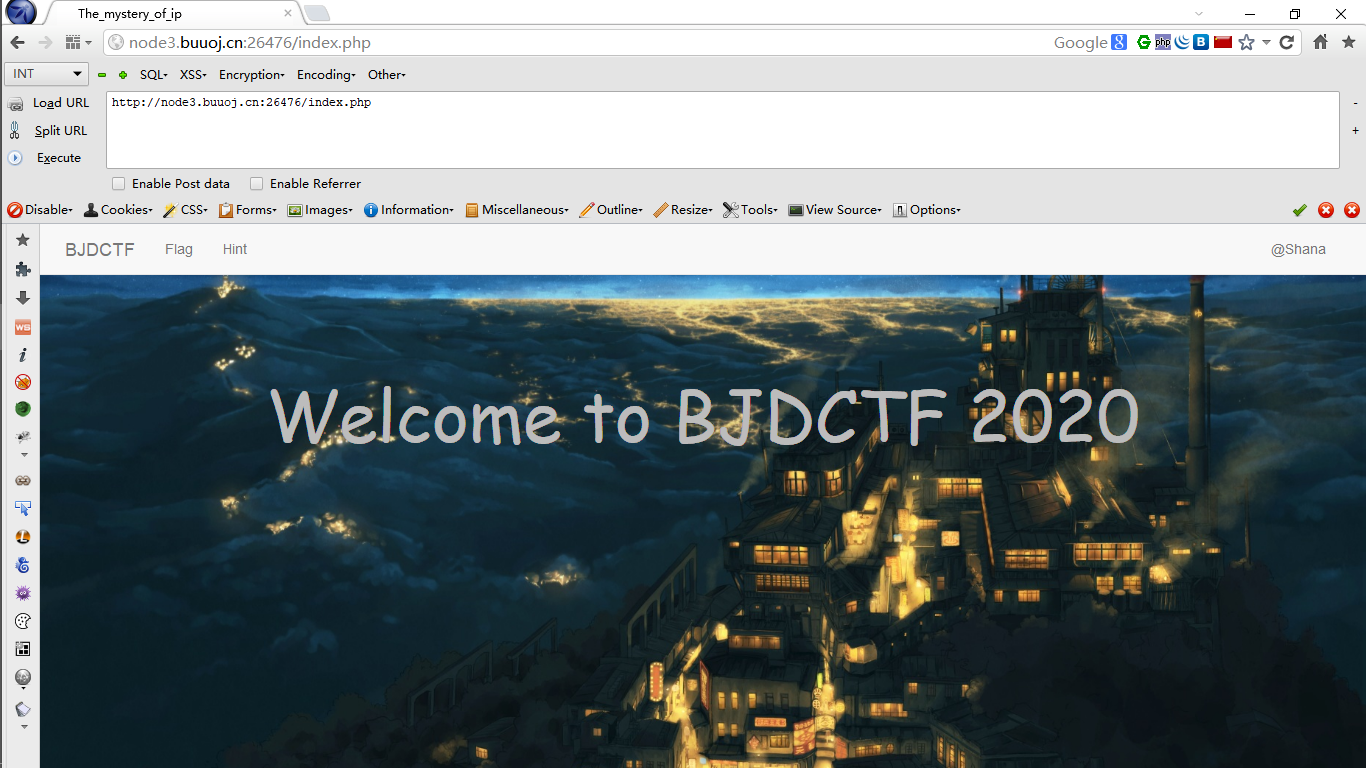 The_mystery_of_ip
node3.buuoj.cn:26476/index.php Google
INT SQL XSS Encryption Encoding Other
Load URL http://node3.buuoj.cn:26476/index.php
Split URL
Execute
Enable Post data Enable Referrer
Disable Cookies CSS Forms Images Information Miscellaneous Outline Resize Tools View Source Options
BJDCTF Flag Hint @Shana
Welcome to BJDCTF 2020